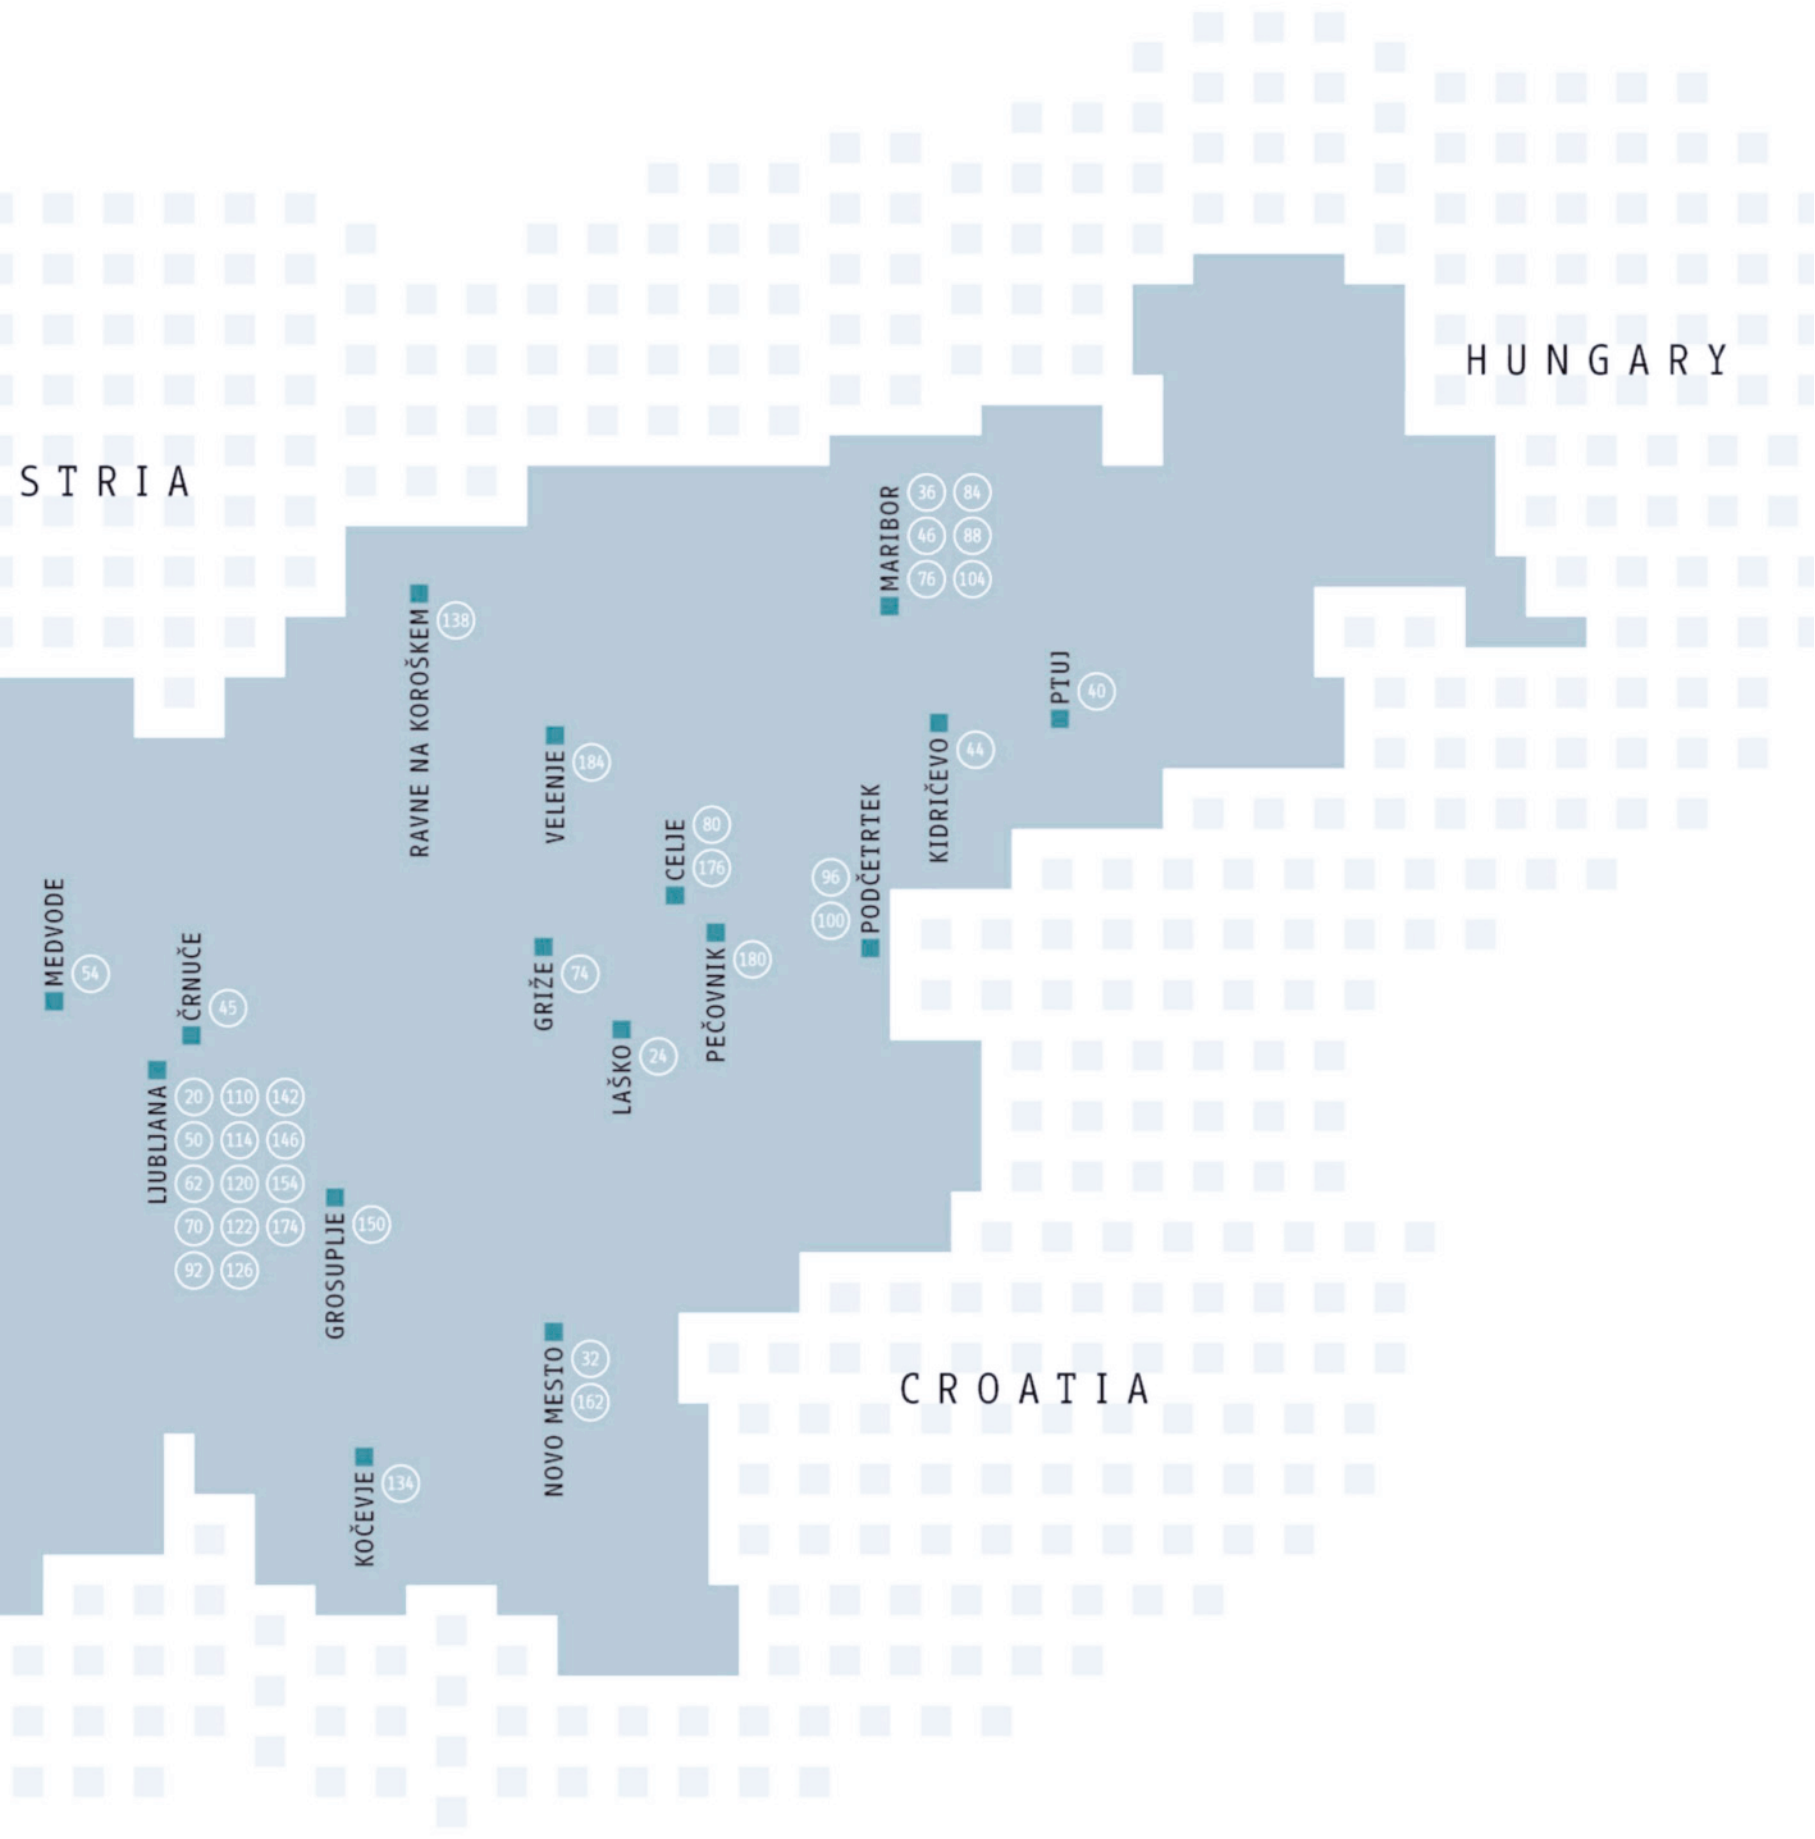 HUNGARY
STRIA
MARIBOR
36 84
46 88
76 104
RAVNE NA KOROŠKEM
138
PTUJ
40
VELENJE
184
KIDRIČEVO
44
CELJE
80
176
PODČETRTEK
96
100
MEDVODE
54
ČRNUČE
45
GRIŽE
74
PEČOVNIK
180
LAŠKO
24
LJUBLJANA
20 110 142
50 114 146
62 120 154
70 122 174
92 126
GROSUPLJE
150
NOVO MESTO
32
162
CROATIA
KOČEVJE
134